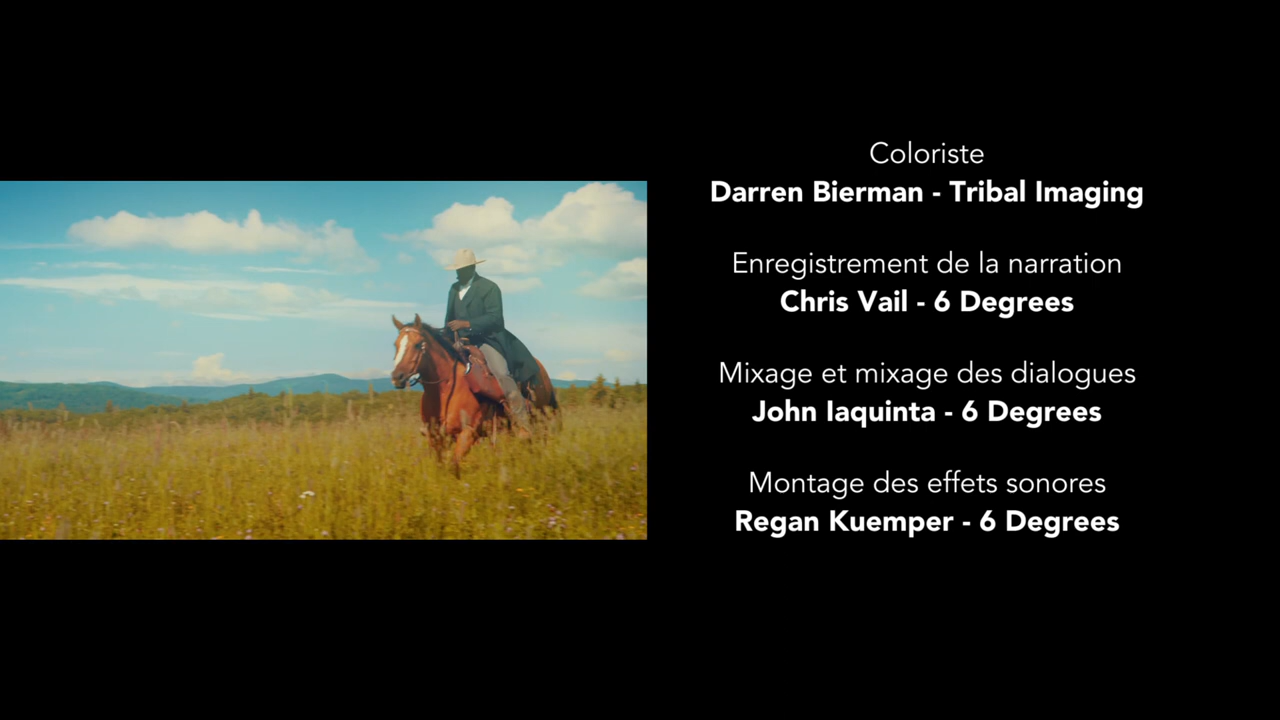 Coloriste
Darren Bierman - Tribal Imaging
Enregistrement de la narration
Chris Vail - 6 Degrees
Mixage et mixage des dialogues
John Iaquinta - 6 Degrees
Montage des effets sonores
Regan Kuemper - 6 Degrees